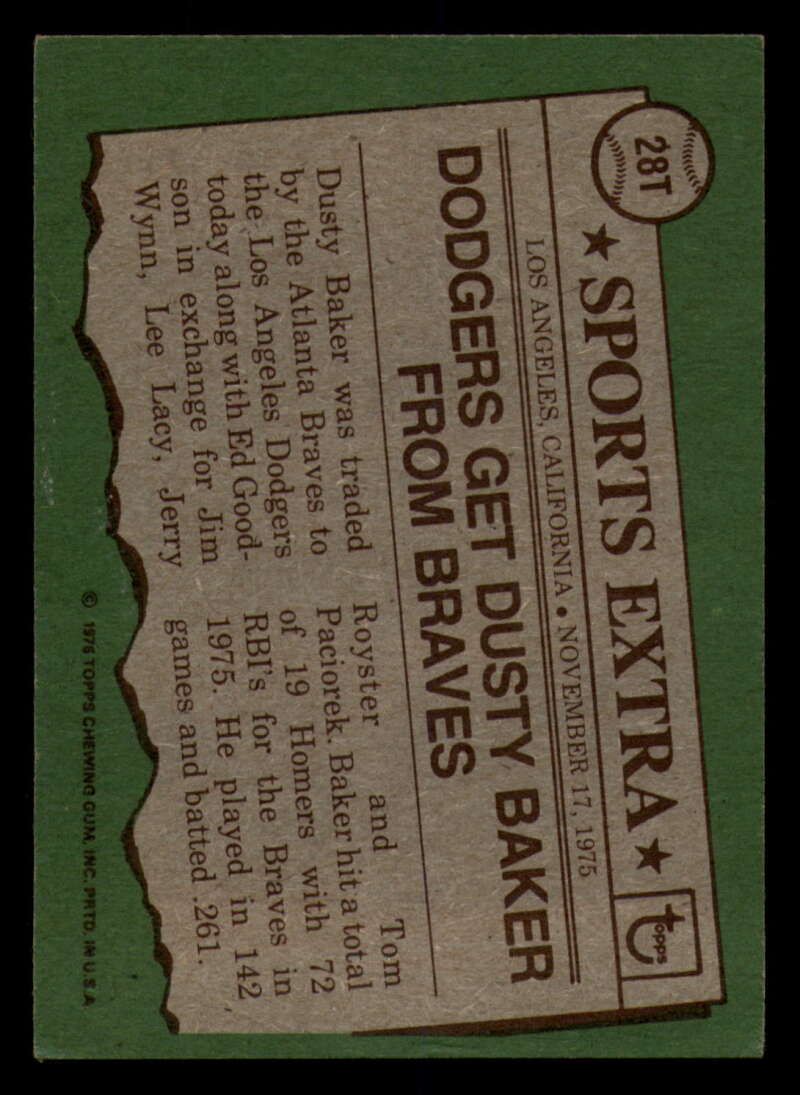 28T
★ SPORTS EXTRA ★
topps
LOS ANGELES, CALIFORNIA • NOVEMBER 17, 1975
DODGERS GET DUSTY BAKER
FROM BRAVES
Dusty Baker was traded
by the Atlanta Braves to
the Los Angeles Dodgers
today along with Ed Good-
son in exchange for Jim
Wynn, Lee Lacy, Jerry
Royster and Tom
Paciorek. Baker hit a total
of 19 Homers with 72
RBI's for the Braves in
1975. He played in 142
games and batted .261.
© 1976 TOPPS CHEWING GUM, INC. PRTD. IN U.S.A